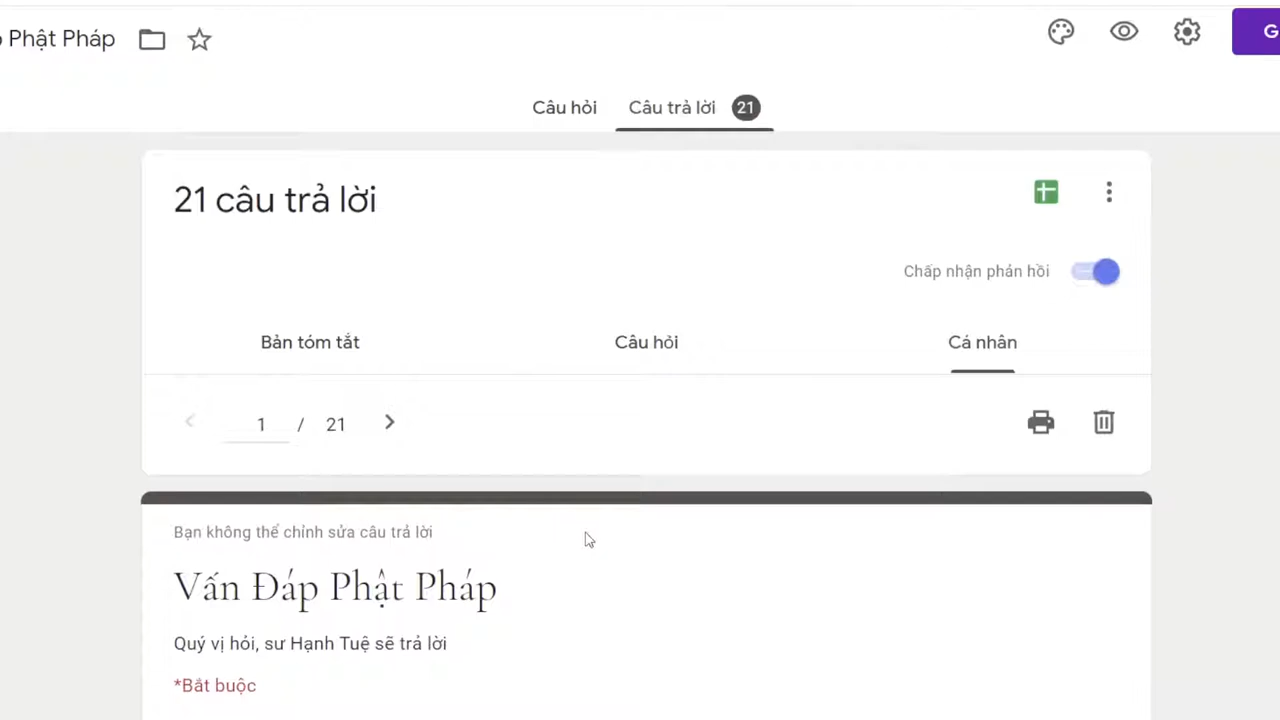 Phật Pháp
G
Câu hỏi
Câu trả lời 21
21 câu trả lời
Chấp nhận phản hồi
Bản tóm tắt
Câu hỏi
Cá nhân
1 / 21
Bạn không thể chỉnh sửa câu trả lời
Vấn Đáp Phật Pháp
Quý vị hỏi, sư Hạnh Tuệ sẽ trả lời
*Bắt buộc